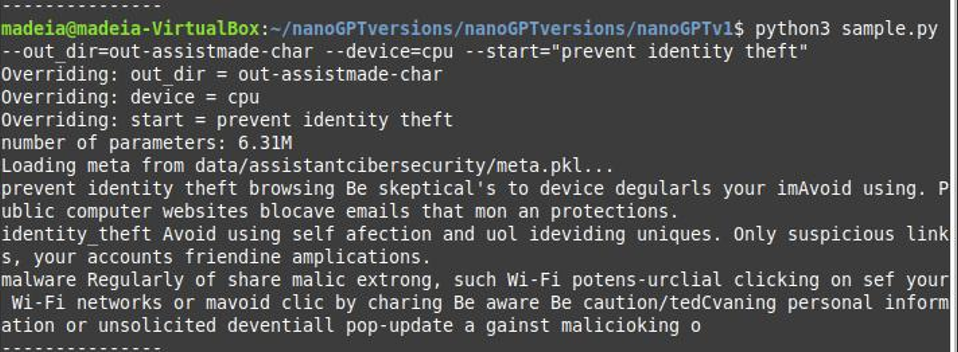 ---------------
madeia@madeia-VirtualBox:~/nanoGPTversions/nanoGPTversions/nanoGPTv1$ python3 sample.py
--out_dir=out-assistmade-char --device=cpu --start="prevent identity theft"
Overriding: out_dir = out-assistmade-char
Overriding: device = cpu
Overriding: start = prevent identity theft
number of parameters: 6.31M
Loading meta from data/assistantcibersecurity/meta.pkl...
prevent identity theft browsing Be skeptical's to device degularls your imAvoid using. P
ublic computer websites blocave emails that mon an protections.
identity_theft Avoid using self afection and uol ideviding uniques. Only suspicious link
s, your accounts friendine amplications.
malware Regularly of share malic extrong, such Wi-Fi potens-urclial clicking on sef your
 Wi-Fi networks or mavoid clic by charing Be aware Be caution/tedCvaning personal inform
ation or unsolicited deventiall pop-update a gainst malicioking o
---------------